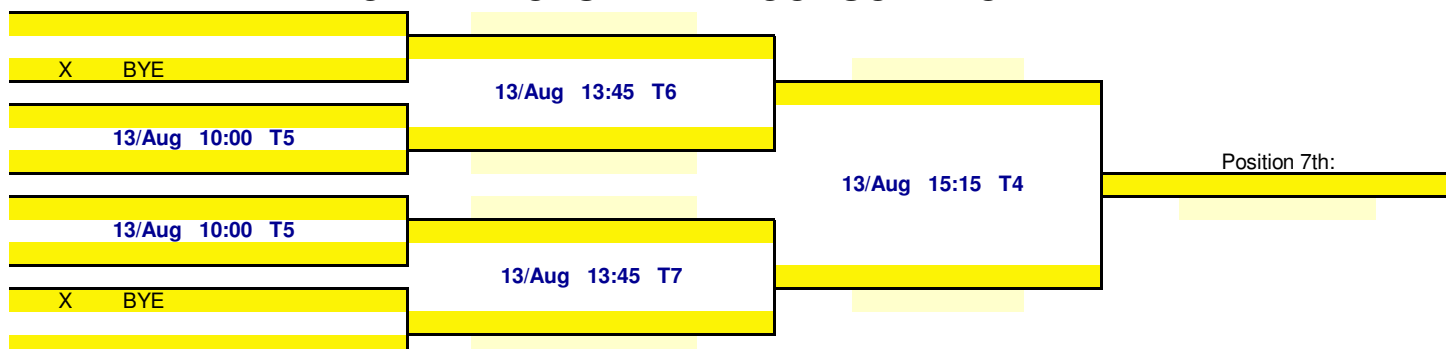 X BYE
13/Aug 13:45 T6
13/Aug 10:00 T5
Position 7th:
13/Aug 15:15 T4
13/Aug 10:00 T5
13/Aug 13:45 T7
X BYE